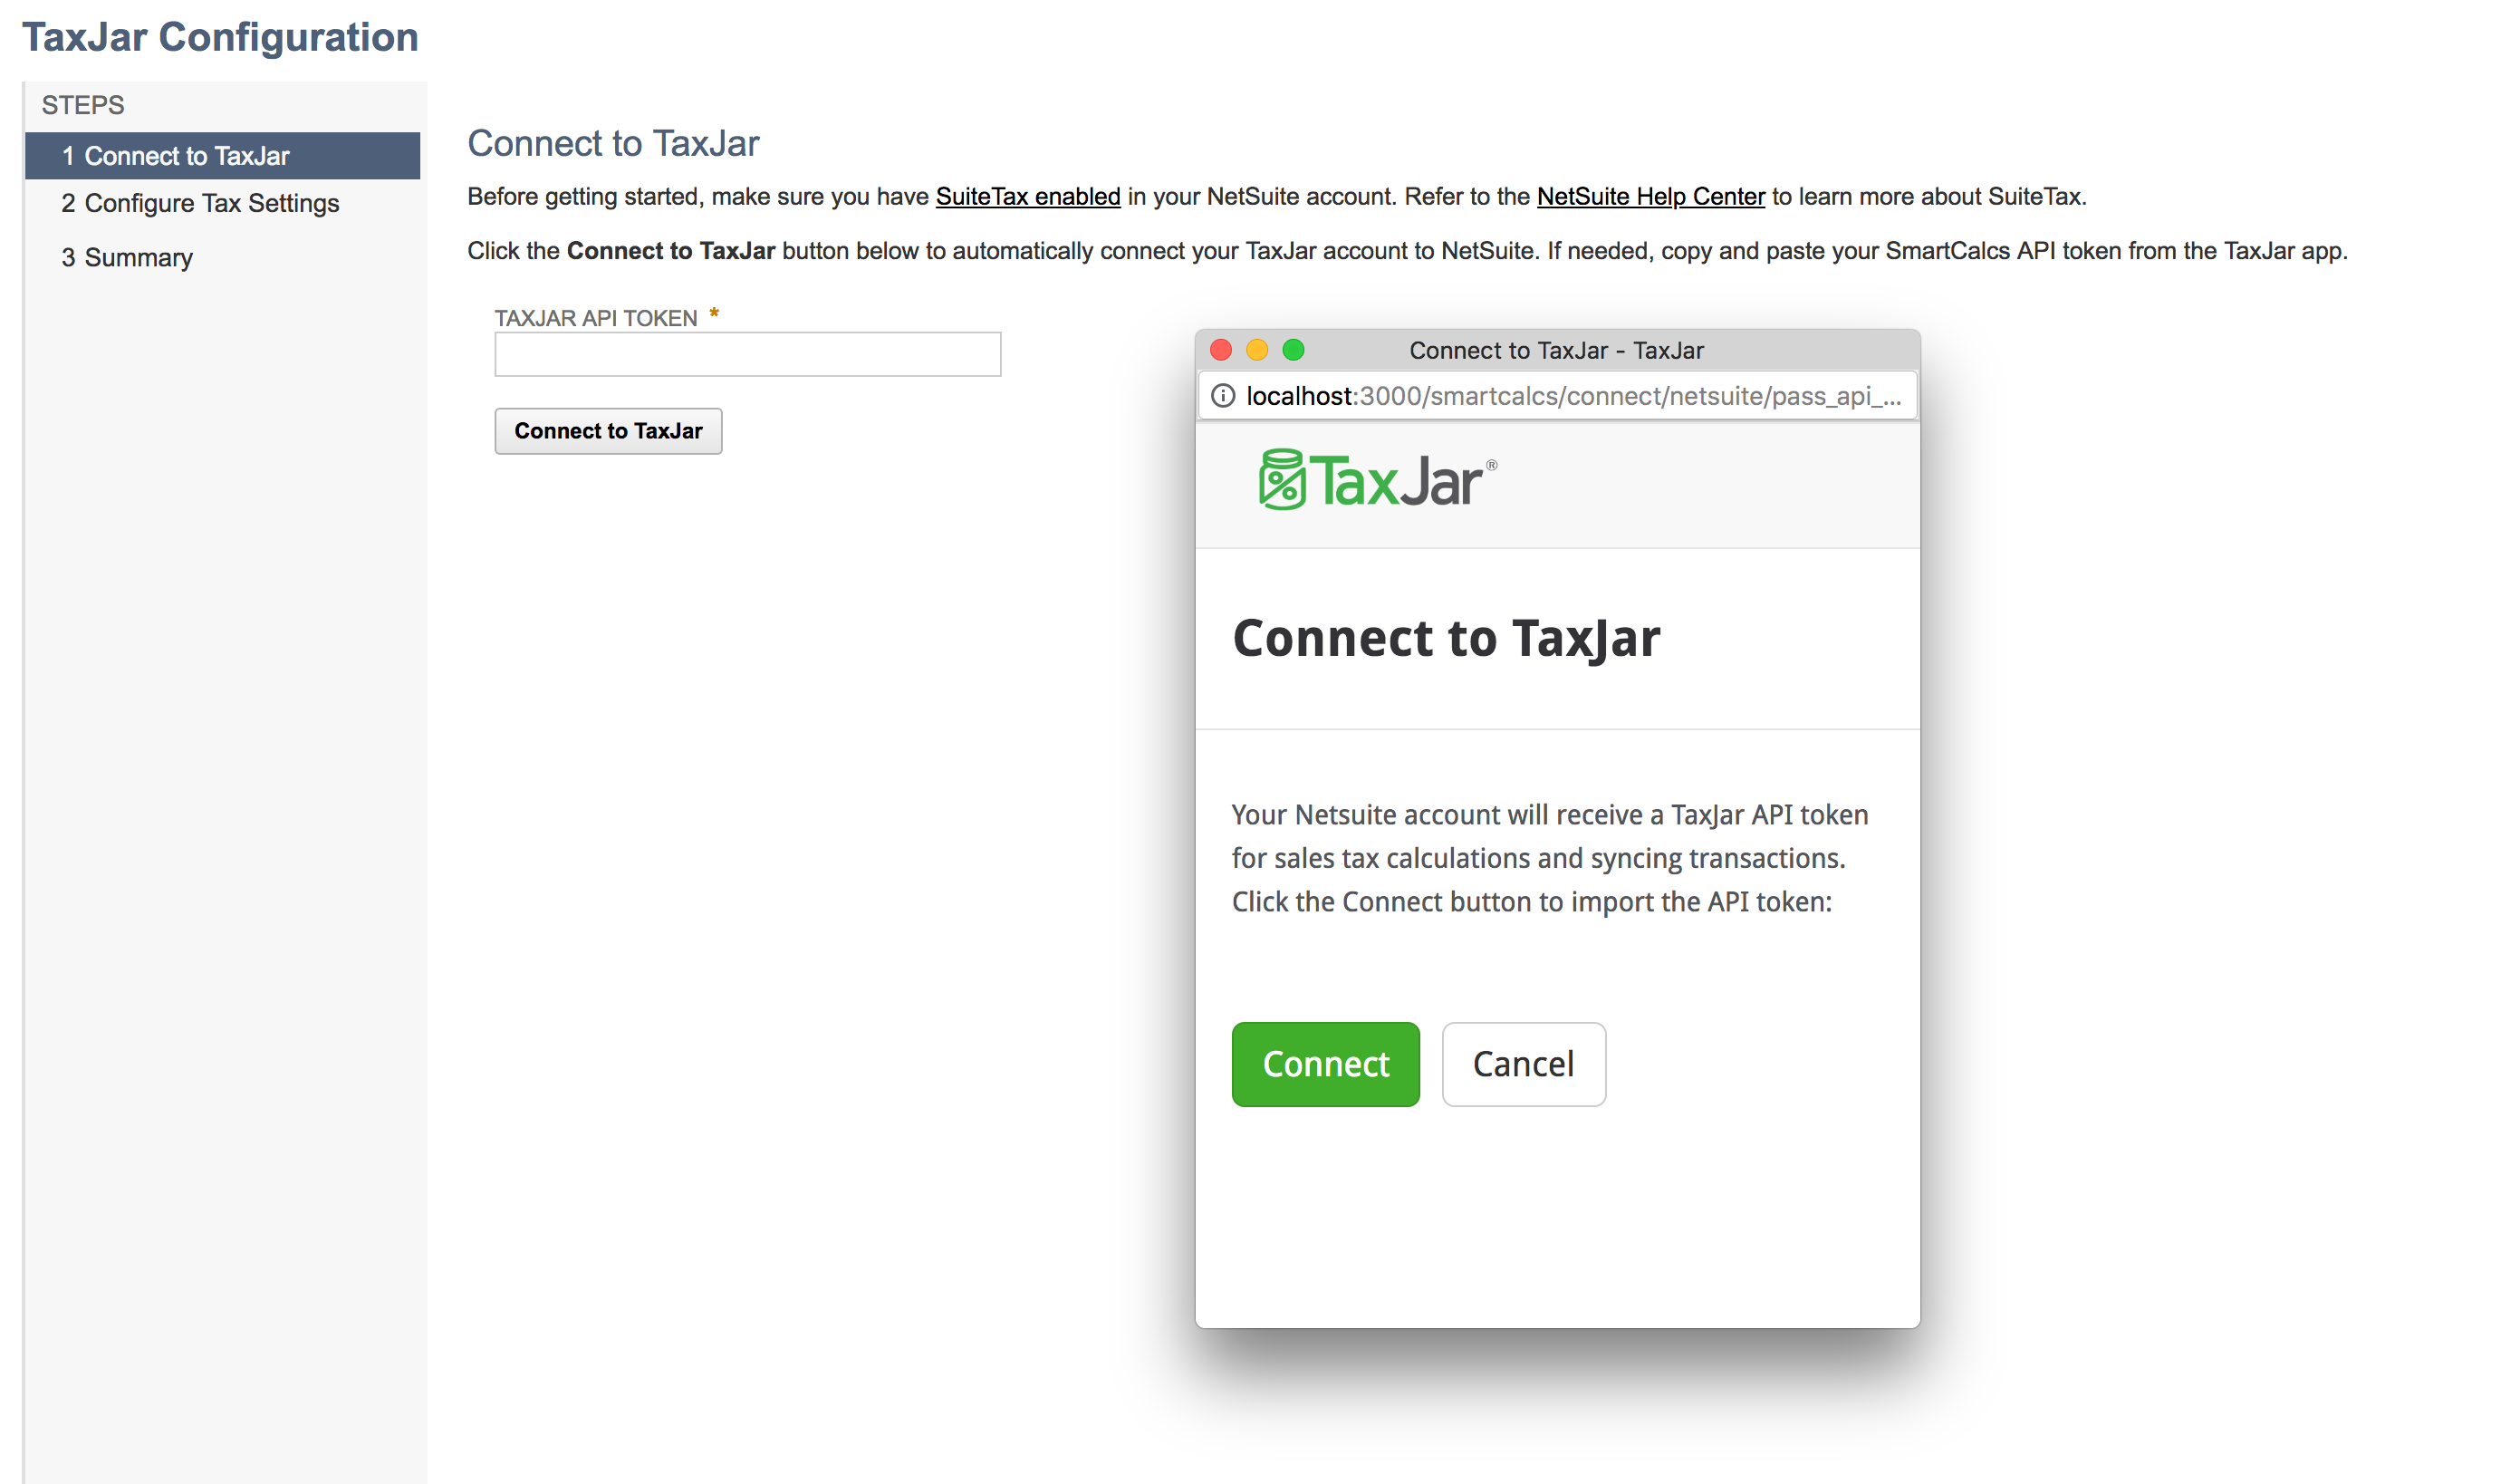 TaxJar Configuration
STEPS
1 Connect to TaxJar
2 Configure Tax Settings
3 Summary
Connect to TaxJar
Before getting started, make sure you have SuiteTax enabled in your NetSuite account. Refer to the NetSuite Help Center to learn more about SuiteTax.
Click the Connect to TaxJar button below to automatically connect your TaxJar account to NetSuite. If needed, copy and paste your SmartCalcs API token from the TaxJar app.
TAXJAR API TOKEN *
Connect to TaxJar
Connect to TaxJar - TaxJar
localhost:3000/smartcalcs/connect/netsuite/pass_api_...
TaxJar®
Connect to TaxJar
Your Netsuite account will receive a TaxJar API token
for sales tax calculations and syncing transactions.
Click the Connect button to import the API token:
Connect Cancel